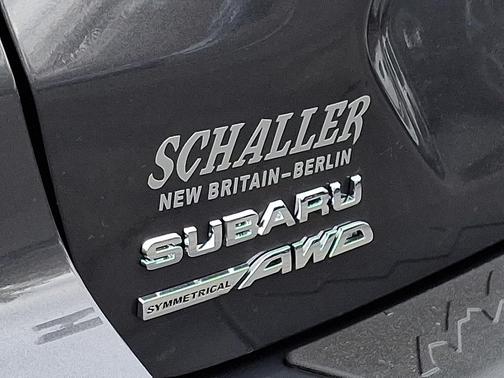 SCHALLER
NEW BRITAIN-BERLIN
SUBARU
SYMMETRICAL AWD